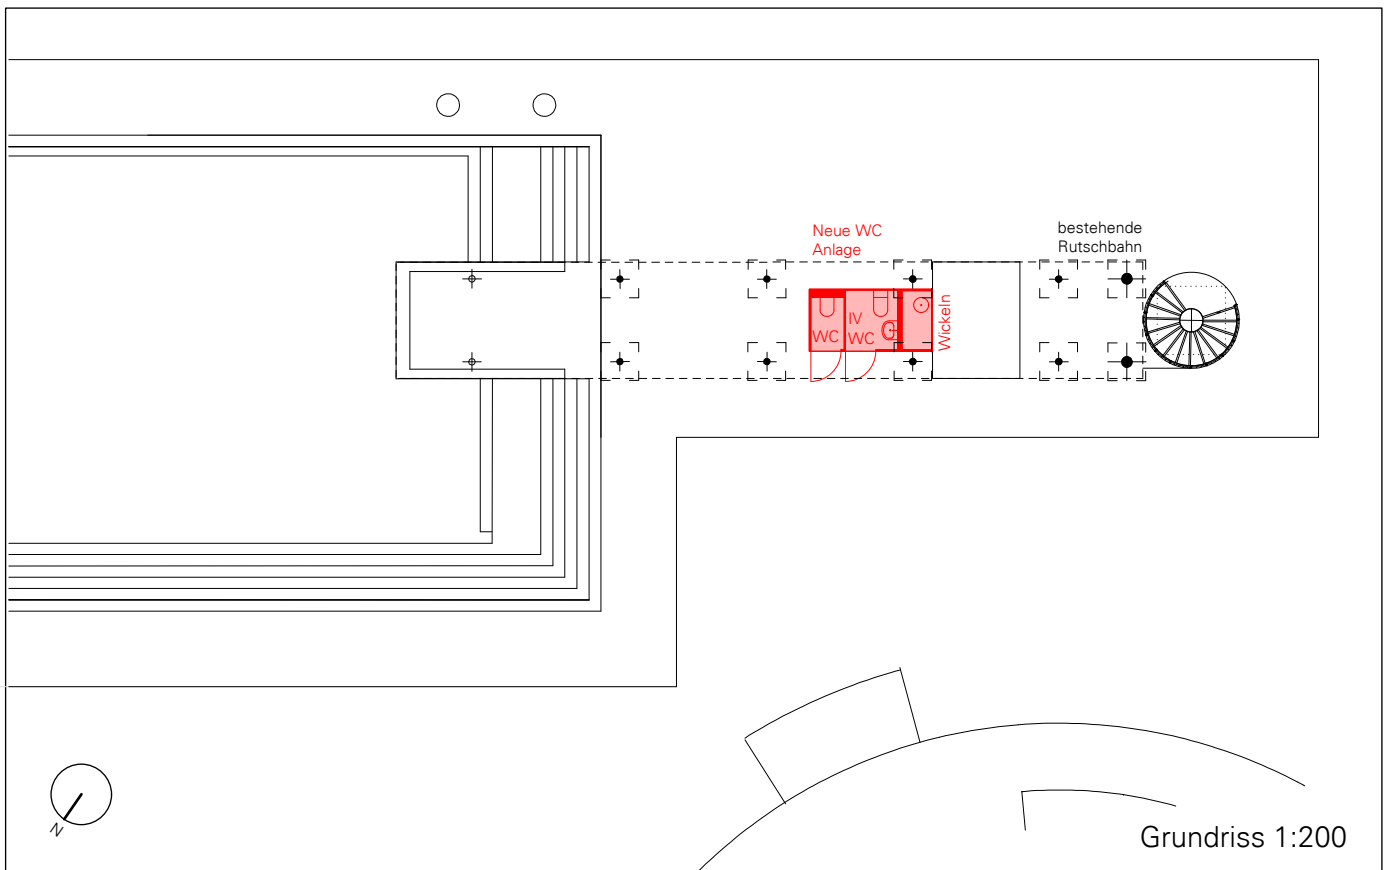 Neue WC
Anlage
bestehende
Rutschbahn
WC
IV
WC
Wickeln
N
Grundriss 1:200